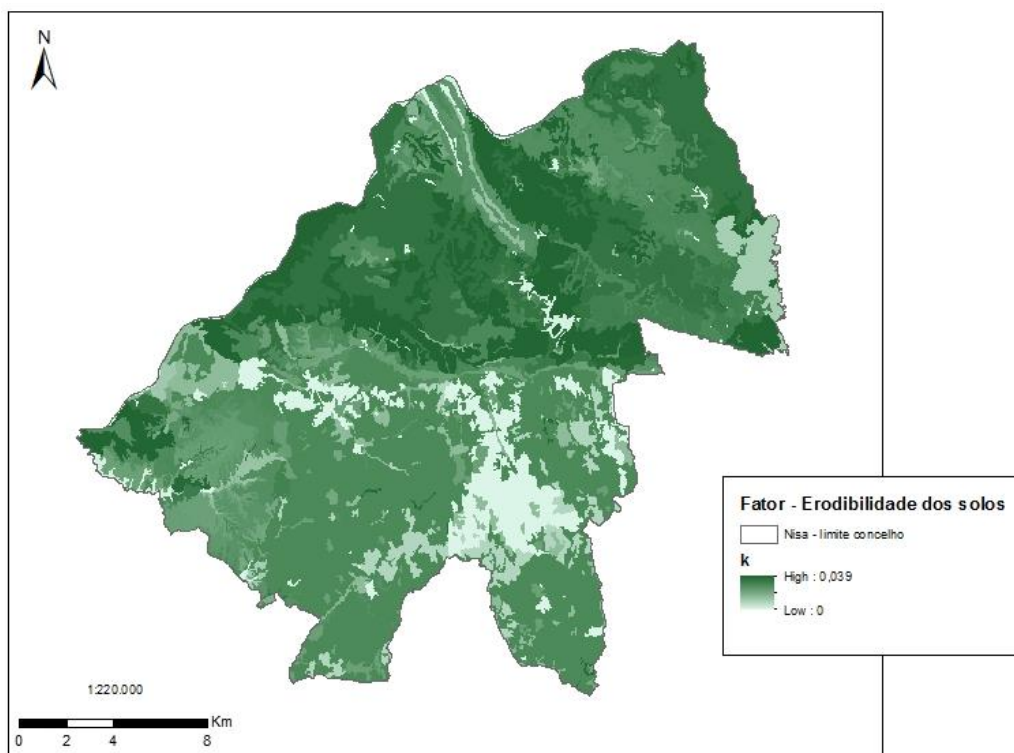 N
Fator - Erodibilidade dos solos
Nisa - limite concelho
k
High : 0,039
Low : 0
1:220.000
Km
0 2 4 8